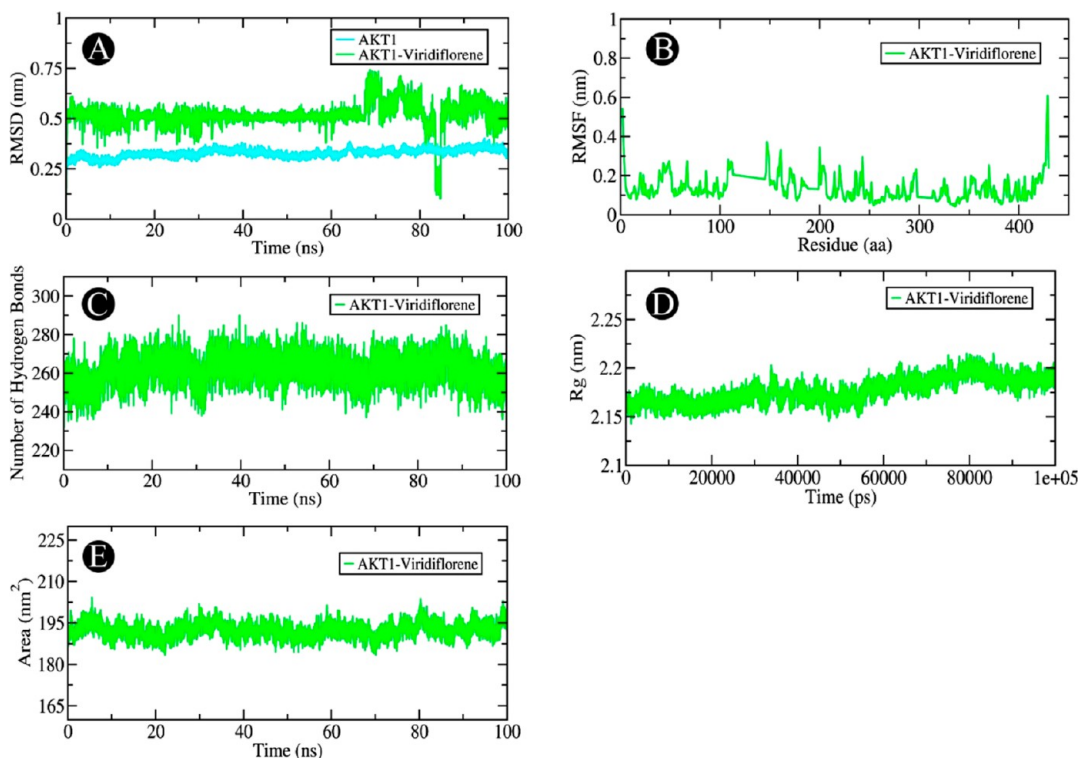 A
AKT1
AKT1-Viridiflorene
RMSD (nm)
1
0.75
0.5
0.25
0
0 20 40 60 80 100
Time (ns)
B
AKT1-Viridiflorene
RMSF (nm)
1
0.8
0.6
0.4
0.2
0
0 100 200 300 400
Residue (aa)
C
AKT1-Viridiflorene
Number of Hydrogen Bonds
300
280
260
240
220
0 20 40 60 80 100
Time (ns)
D
AKT1-Viridiflorene
Rg (nm)
2.3
2.25
2.2
2.15
2.1
0 20000 40000 60000 80000 1e+05
Time (ps)
E
AKT1-Viridiflorene
Area (nm²)
225
210
195
180
165
0 20 40 60 80 100
Time (ns)